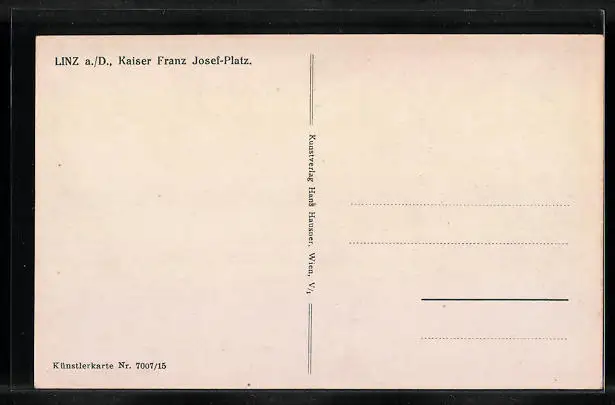 LINZ a./D., Kaiser Franz Josef-Platz.
Kunstverlag Hans Hausner, Wien, V/1
Künstlerkarte Nr. 7007/15